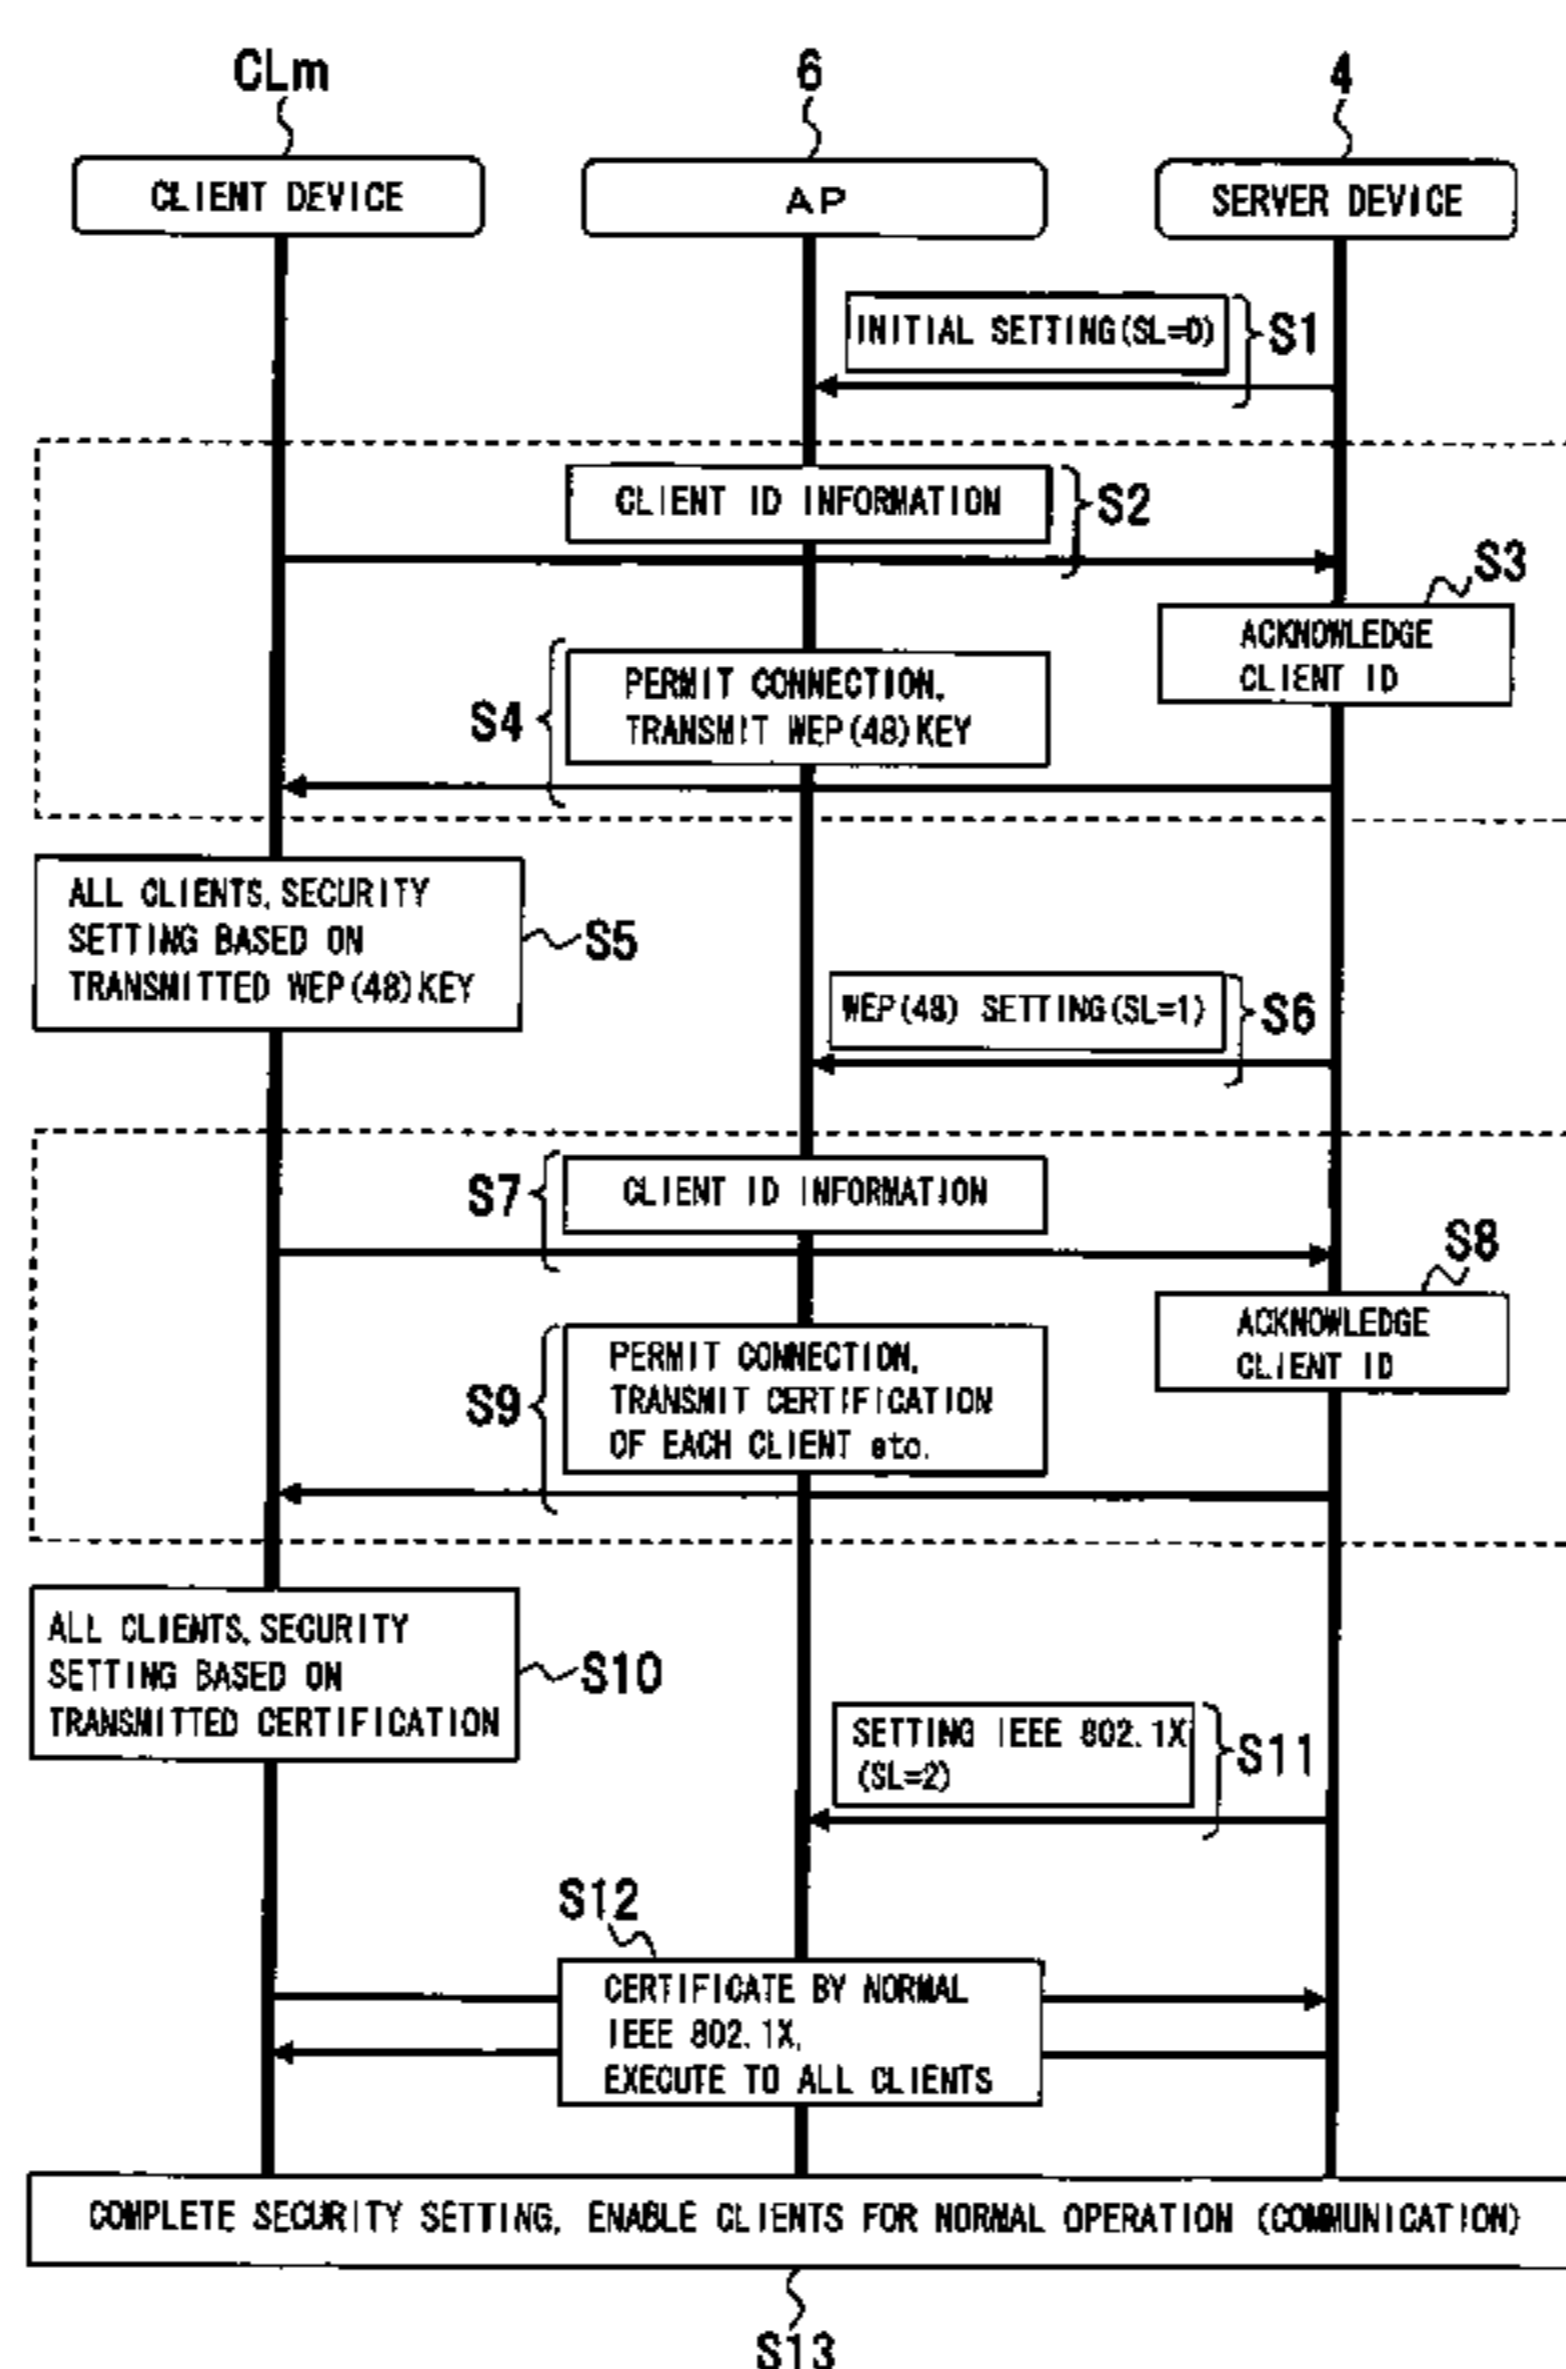 CLm
6
4
CLIENT DEVICE
AP
SERVER DEVICE
INITIAL SETTING(SL=0)
S1
CLIENT ID INFORMATION
S2
S3
ACKNOWLEDGE
CLIENT ID
S4
PERMIT CONNECTION,
TRANSMIT WEP(48)KEY
ALL CLIENTS, SECURITY
SETTING BASED ON
TRANSMITTED WEP(48)KEY
S5
WEP(48) SETTING(SL=1)
S6
S7
CLIENT ID INFORMATION
S8
ACKNOWLEDGE
CLIENT ID
S9
PERMIT CONNECTION,
TRANSMIT CERTIFICATION
OF EACH CLIENT etc.
ALL CLIENTS, SECURITY
SETTING BASED ON
TRANSMITTED CERTIFICATION
S10
SETTING IEEE 802.1X
(SL=2)
S11
S12
CERTIFICATE BY NORMAL
IEEE 802.1X,
EXECUTE TO ALL CLIENTS
COMPLETE SECURITY SETTING, ENABLE CLIENTS FOR NORMAL OPERATION (COMMUNICATION)
S13